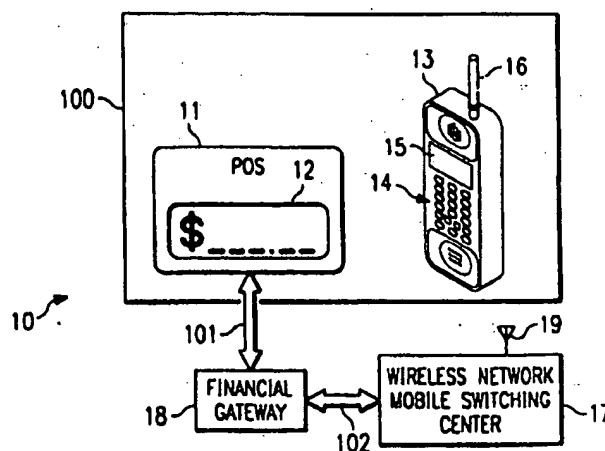 13
16
100
11
15
POS
12
14
$ _ _ _ _ . _ _
10
101
19
FINANCIAL
GATEWAY
18
102
WIRELESS NETWORK
MOBILE SWITCHING
CENTER
17